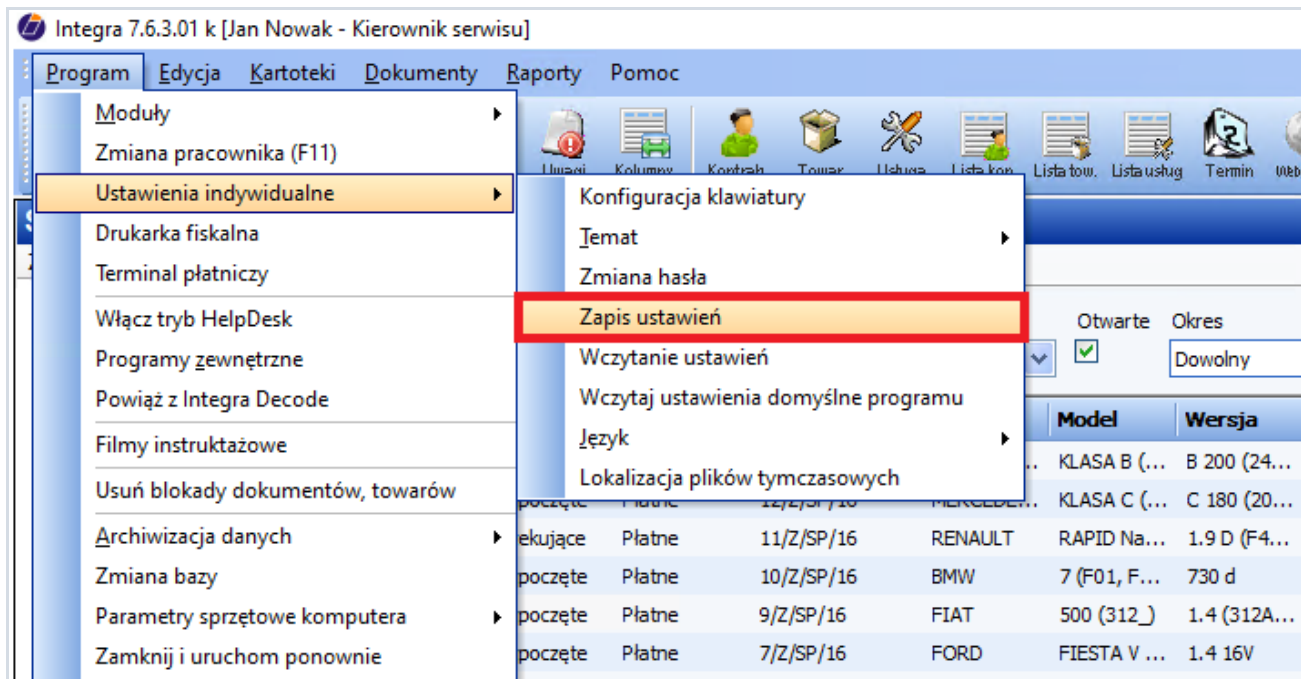 Integra 7.6.3.01 k [Jan Nowak - Kierownik serwisu]
Program Edycja Kartoteki Dokumenty Raporty Pomoc
Uwagi Kolumny Kontrah. Towar Usługa Lista kon. Lista tow. Lista usług Termin
Moduły
Zmiana pracownika (F11)
Ustawienia indywidualne
Drukarka fiskalna
Terminal płatniczy
Włącz tryb HelpDesk
Programy zewnętrzne
Powiąż z Integra Decode
Filmy instruktażowe
Usuń blokady dokumentów, towarów
Archiwizacja danych
Zmiana bazy
Parametry sprzętowe komputera
Zamknij i uruchom ponownie
Konfiguracja klawiatury
Temat
Zmiana hasła
Zapis ustawień
Wczytanie ustawień
Wczytaj ustawienia domyślne programu
Język
Lokalizacja plików tymczasowych
Otwarte Okres
Dowolny
Model Wersja
KLASA B (... B 200 (24...
poczęte Płatne 12/Z/SP/16 MERCEDE... KLASA C (... C 180 (20...
ekujące Płatne 11/Z/SP/16 RENAULT RAPID Na... 1.9 D (F4...
poczęte Płatne 10/Z/SP/16 BMW 7 (F01, F... 730 d
poczęte Płatne 9/Z/SP/16 FIAT 500 (312_) 1.4 (312A...
poczęte Płatne 7/Z/SP/16 FORD FIESTA V ... 1.4 16V